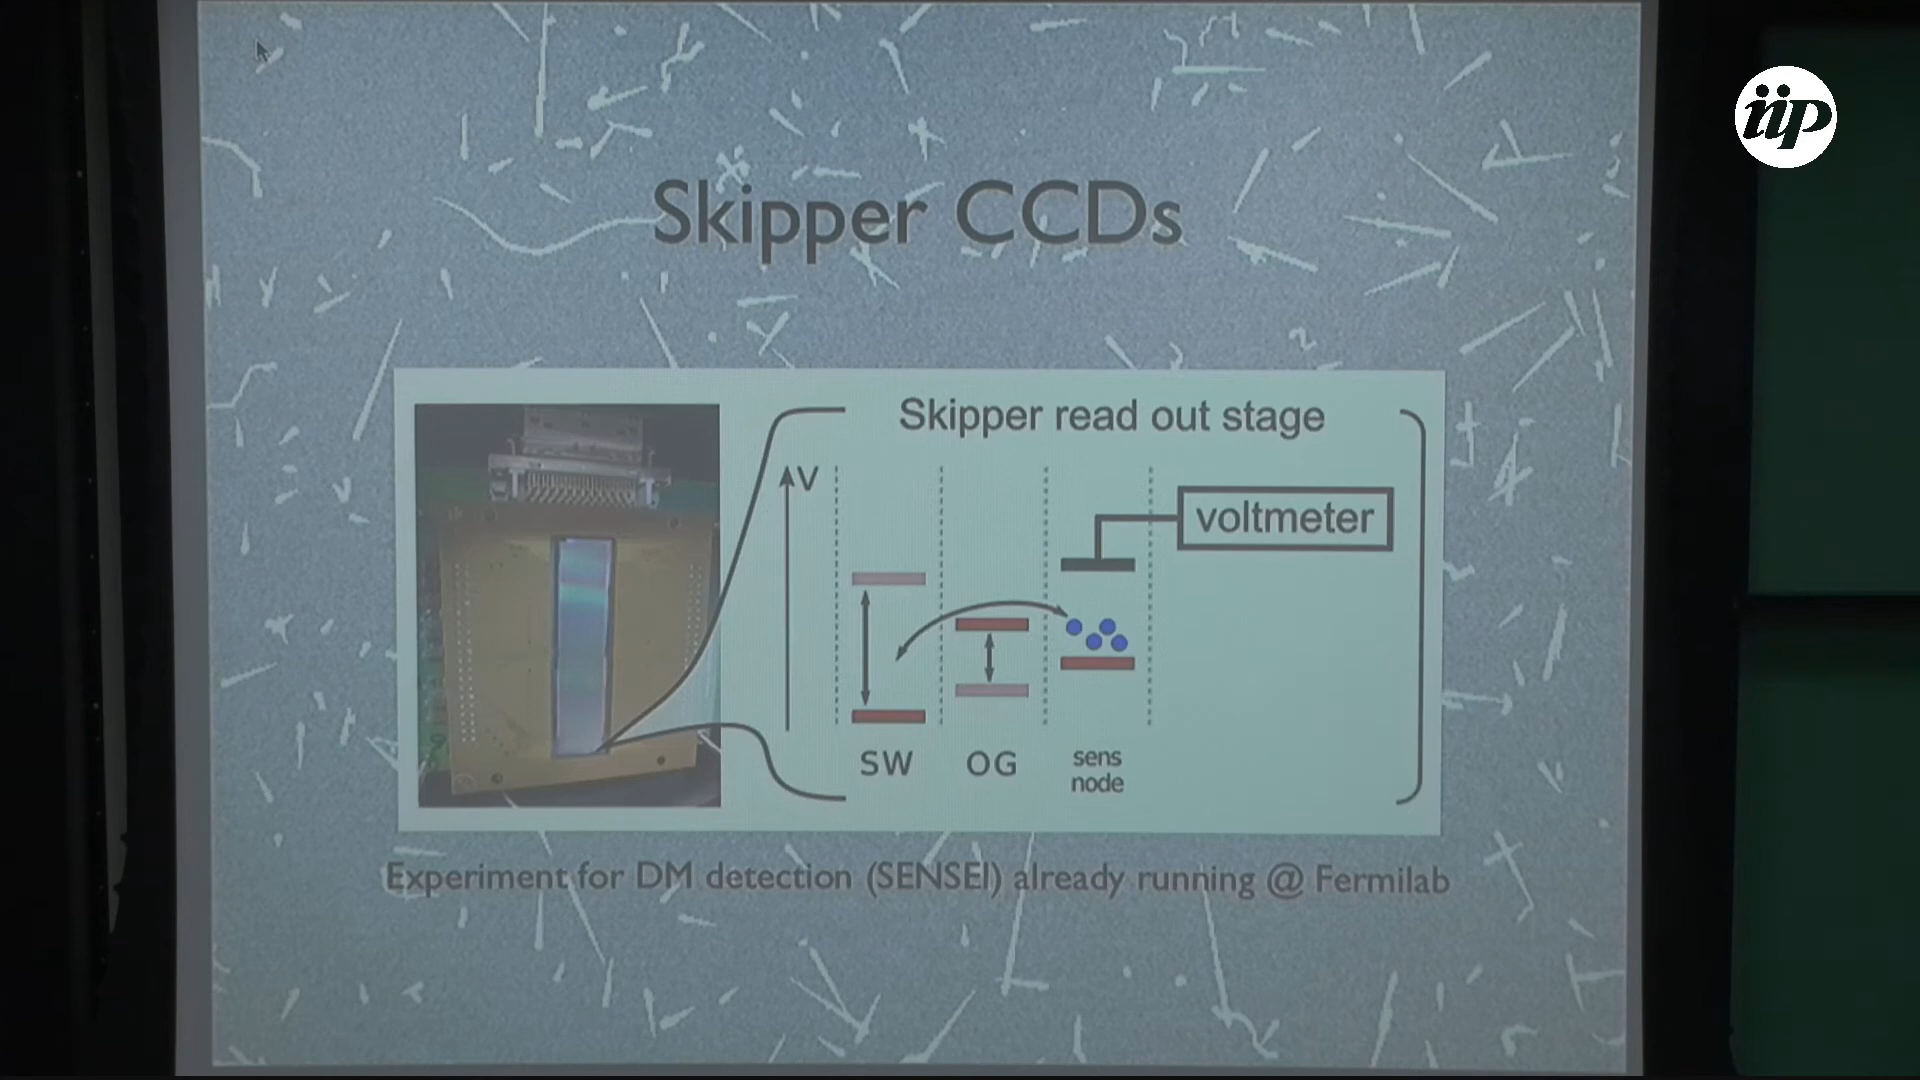 iip
Skipper CCDs
Skipper read out stage
V
voltmeter
SW
OG
sens
node
Experiment for DM detection (SENSEI) already running @ Fermilab